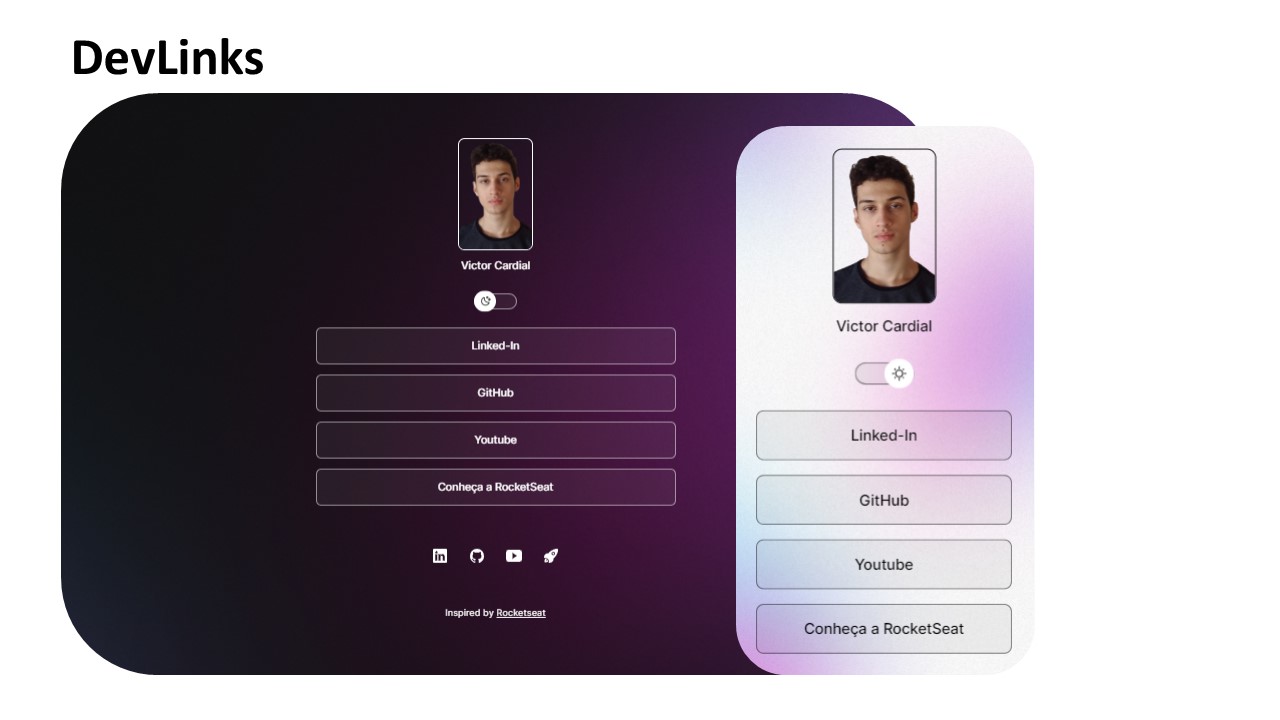 DevLinks
Victor Cardial
Linked-In
GitHub
Youtube
Conheça a RocketSeat
Inspired by Rocketseat
Victor Cardial
Linked-In
GitHub
Youtube
Conheça a RocketSeat